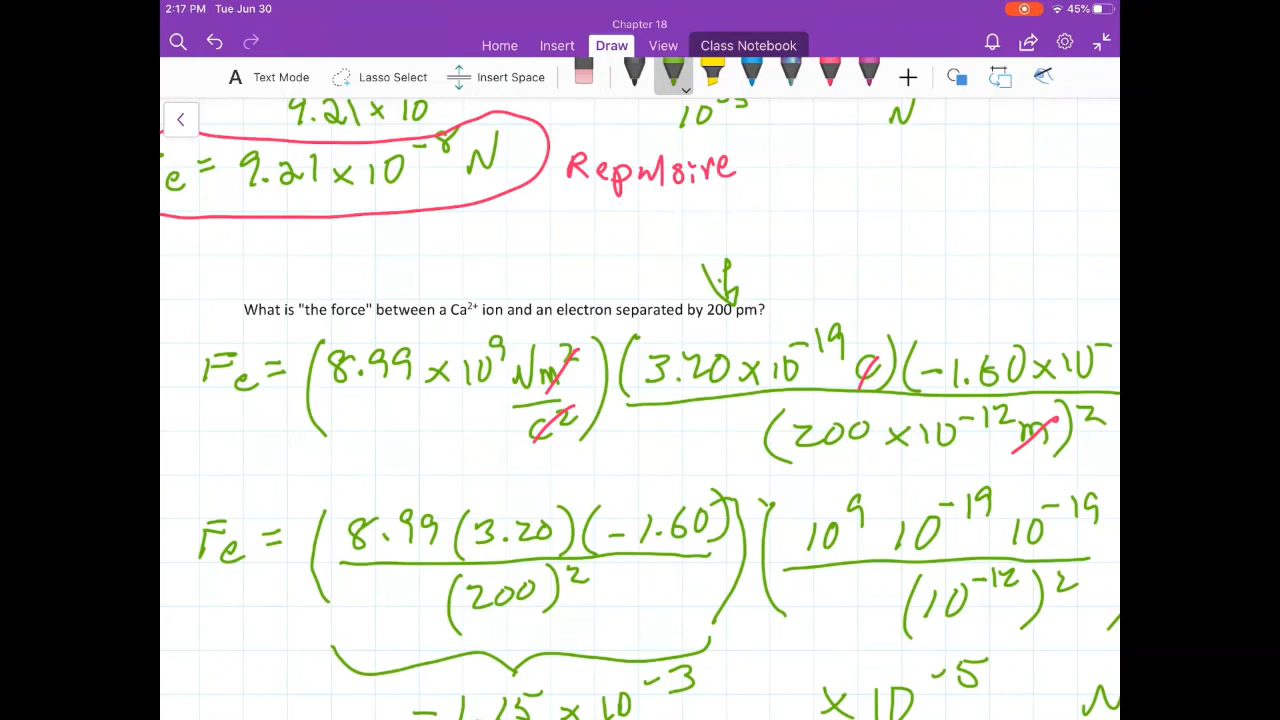 2:17 PM Tue Jun 30
45%
Chapter 18
Home Insert Draw View Class Notebook
A Text Mode Lasso Select Insert Space
9.21 x 10 10⁻⁵ N
e = 9.21 x 10⁻⁸ N Repulsive
What is "the force" between a Ca²⁺ ion and an electron separated by 200 pm?
Fe = (8.99 x 10⁹ Nm²/C²) (3.20 x 10⁻¹⁹ C)(-1.60 x 10⁻ / (200 x 10⁻¹² m)²
Fe = (8.99 (3.20)(-1.60) / (200)²) (10⁹ 10⁻¹⁹ 10⁻¹⁹ / (10⁻¹²)²
-1.15 x 10⁻³ x 10⁻⁵ N